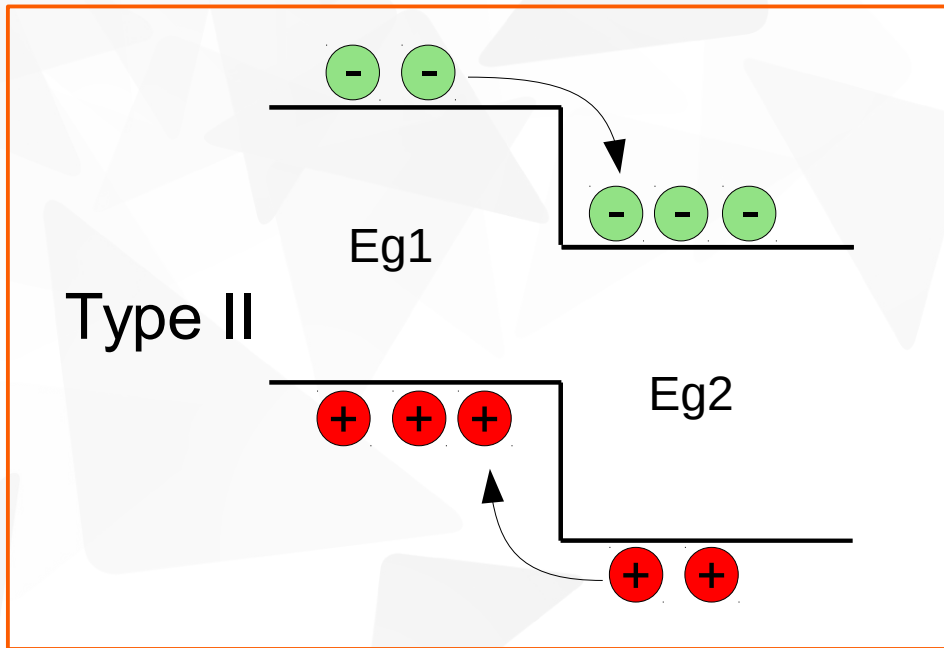 - -
- - -
Eg1
Type II
Eg2
+ + +
+ +